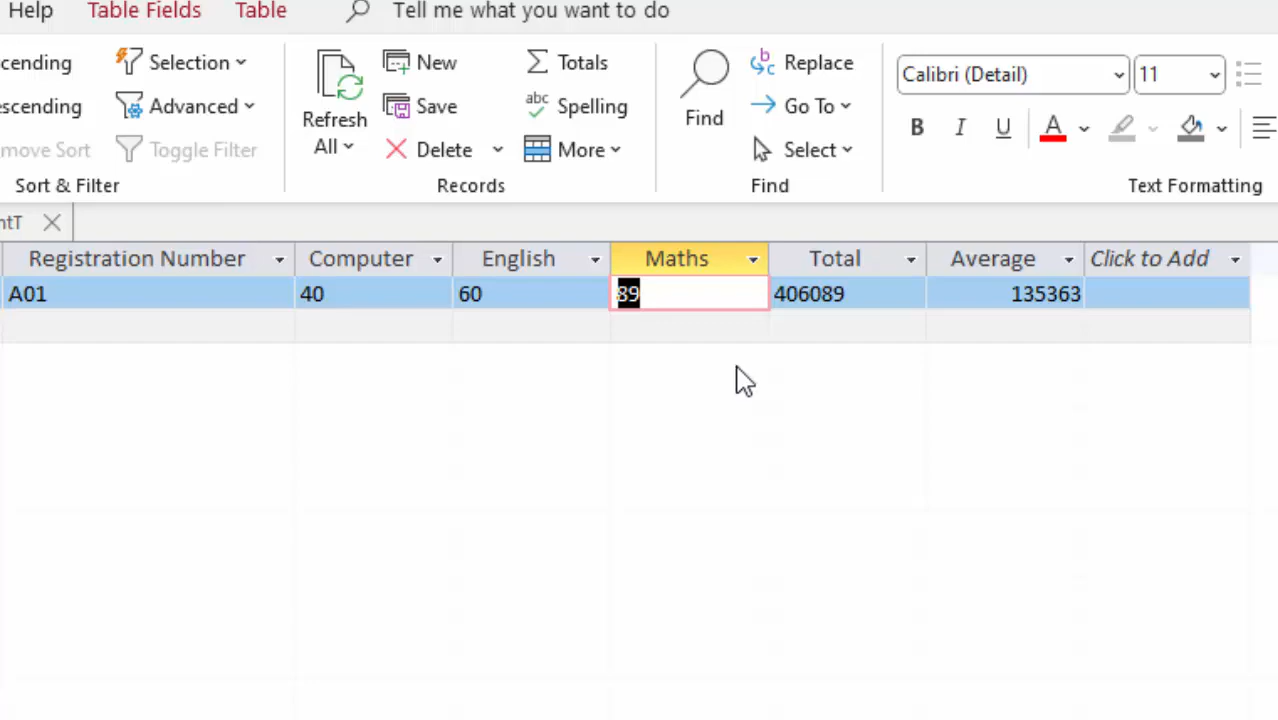 Help Table Fields Table Tell me what you want to do
cending Selection New Totals Replace
Refresh All
Find
Calibri (Detail) 11
escending Advanced Save Spelling Go To
B I U A
move Sort Toggle Filter Delete More Select
Sort & Filter Records Find Text Formatting
ntT
Registration Number Computer English Maths Total Average Click to Add
A01 40 60 89 406089 135363